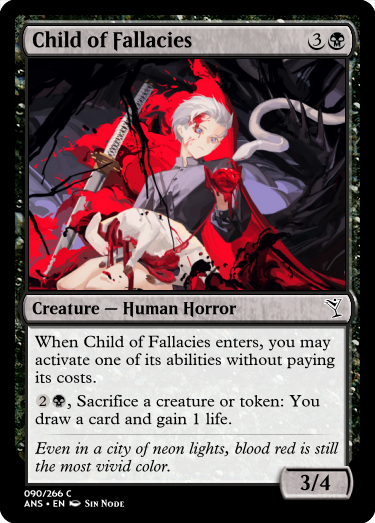 Child of Fallacies 3
Creature — Human Horror
When Child of Fallacies enters, you may
activate one of its abilities without paying
its costs.
2 , Sacrifice a creature or token: You
draw a card and gain 1 life.
Even in a city of neon lights, blood red is still
the most vivid color.
3/4
090/266 C
ANS • EN Sin Node